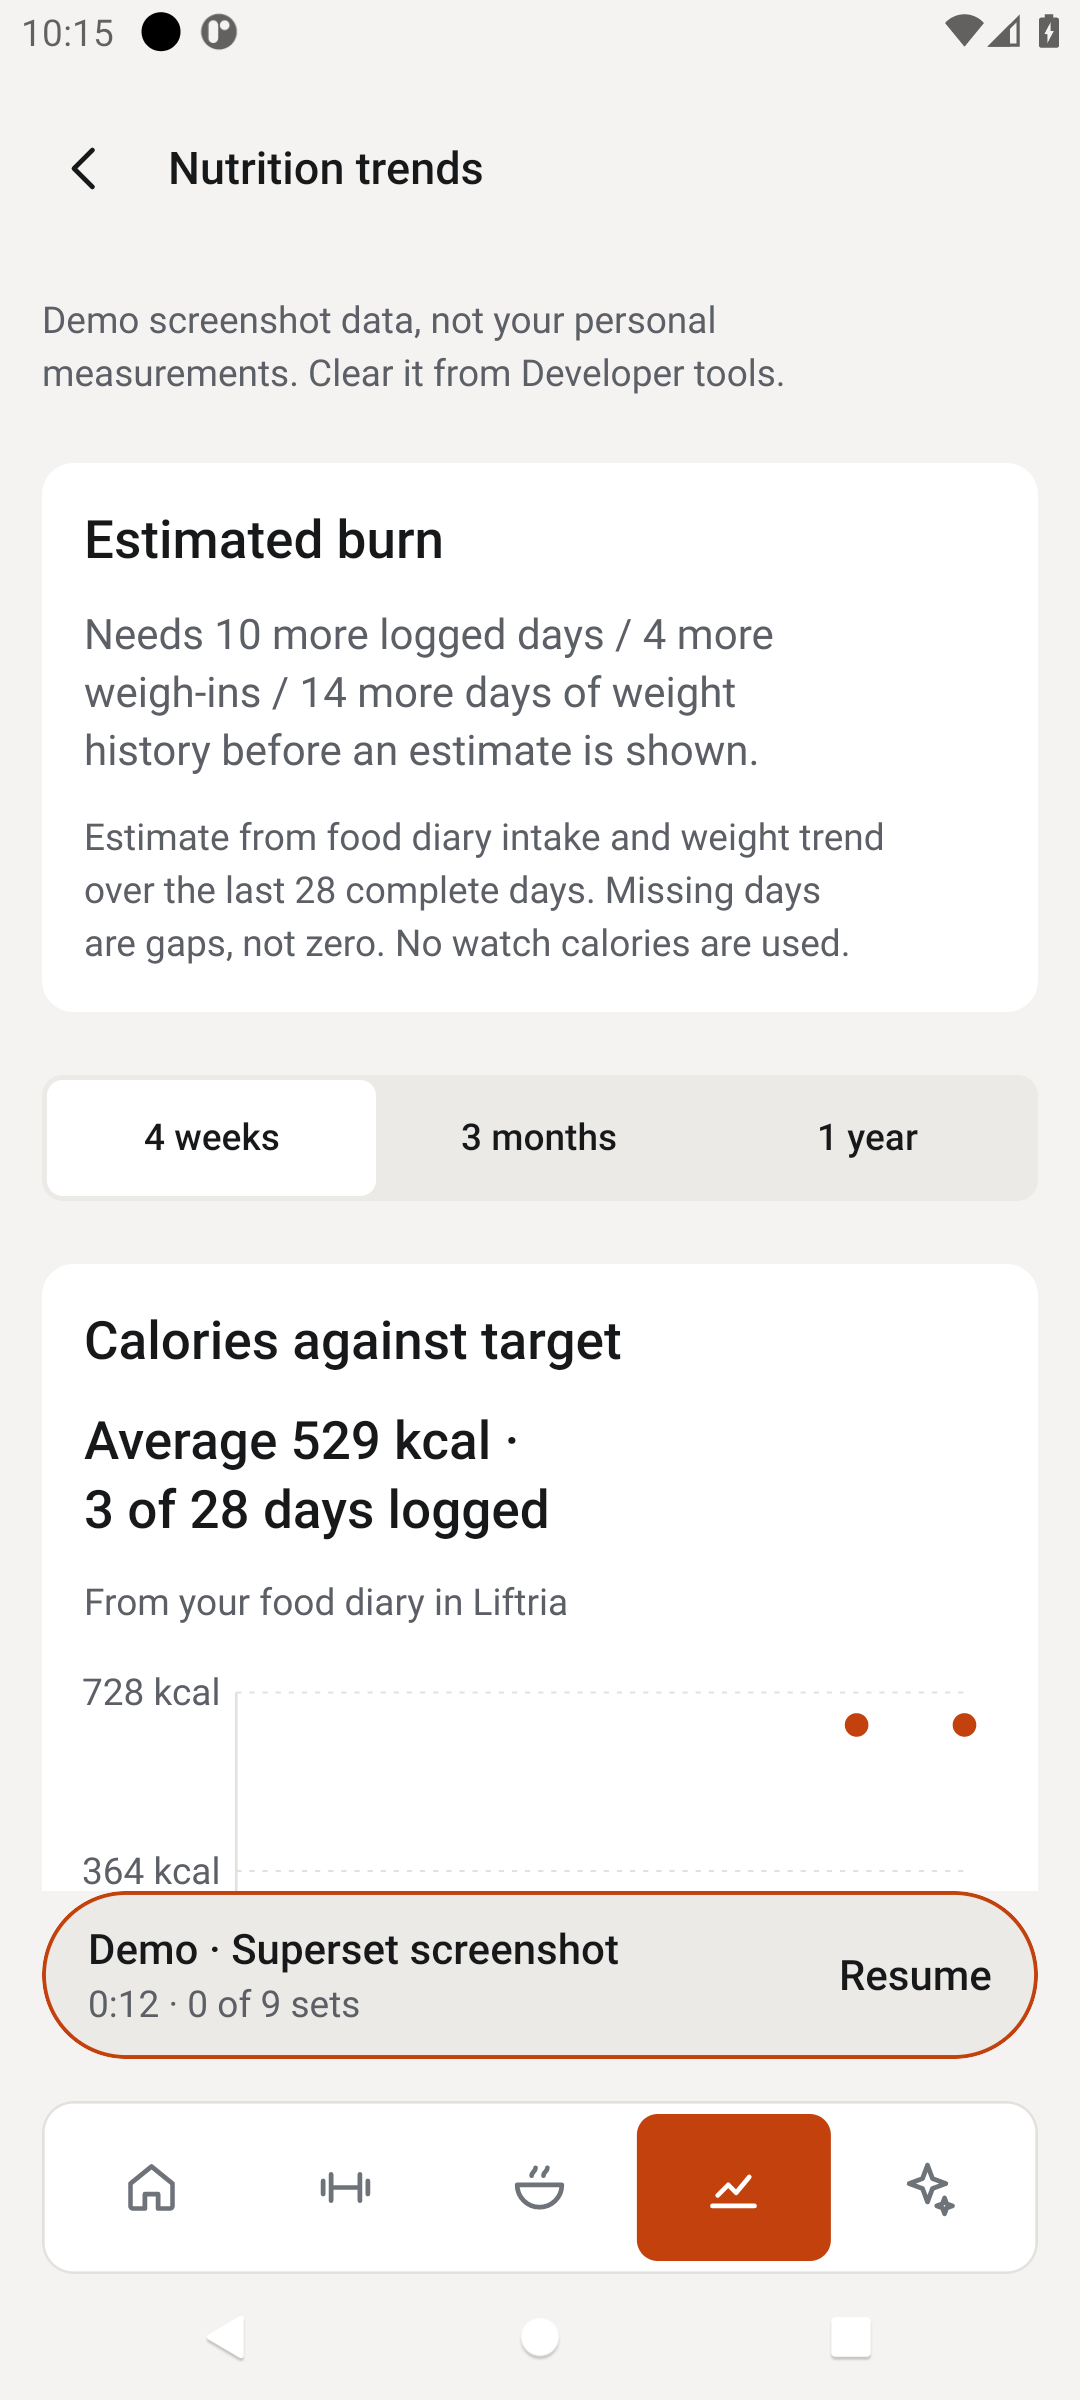 10:15
Nutrition trends
Demo screenshot data, not your personal
measurements. Clear it from Developer tools.
Estimated burn
Needs 10 more logged days / 4 more
weigh-ins / 14 more days of weight
history before an estimate is shown.
Estimate from food diary intake and weight trend
over the last 28 complete days. Missing days
are gaps, not zero. No watch calories are used.
4 weeks
3 months
1 year
Calories against target
Average 529 kcal ·
3 of 28 days logged
From your food diary in Liftria
728 kcal
364 kcal
Demo · Superset screenshot
0:12 · 0 of 9 sets
Resume